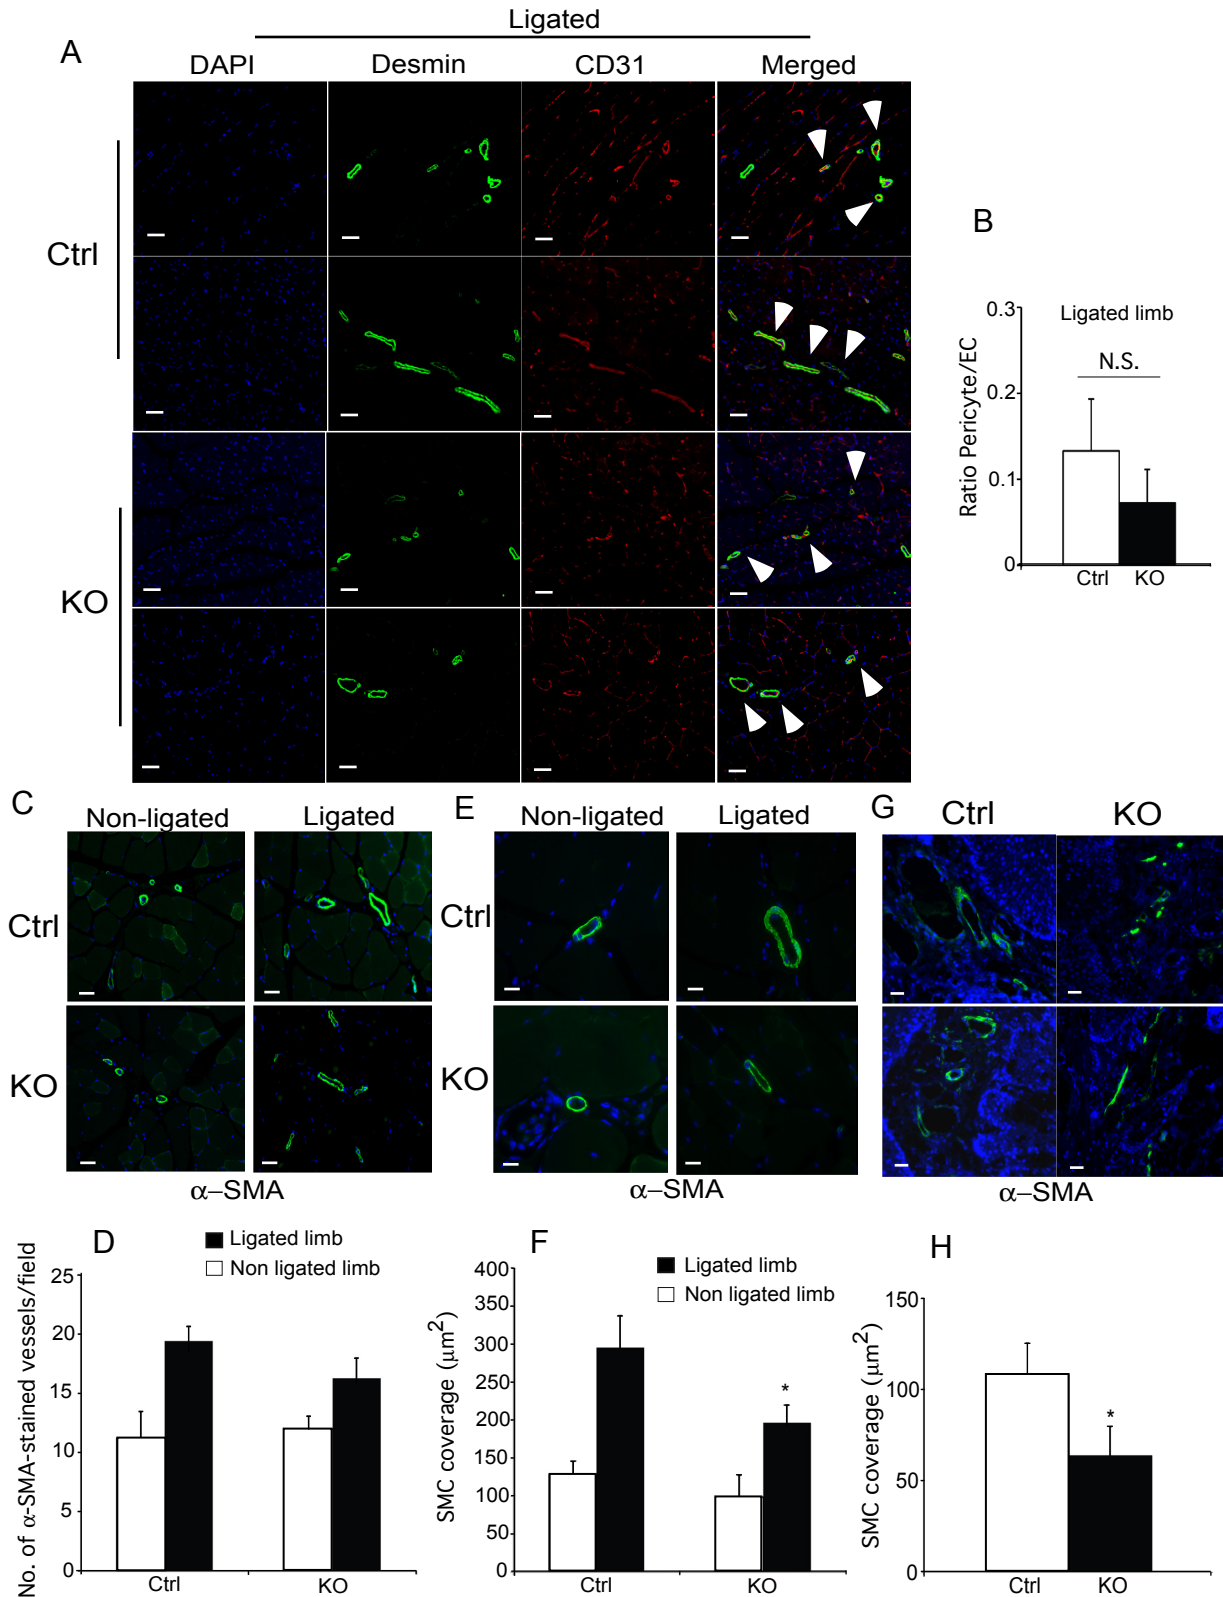 Ligated
A
DAPI Desmin CD31 Merged
Ctrl
KO
B
Ratio Pericyte/EC
0.3
0.2
0.1
0
Ligated limb
N.S.
Ctrl KO
C
Non-ligated Ligated
Ctrl
KO
α–SMA
E
Non-ligated Ligated
Ctrl
KO
α–SMA
G
Ctrl KO
α–SMA
D
Ligated limb
Non ligated limb
No. of α-SMA-stained vessels/field
25
20
15
10
5
0
Ctrl KO
F
Ligated limb
Non ligated limb
SMC coverage (µm²)
400
350
300
250
200
150
100
50
0
*
Ctrl KO
H
SMC coverage (µm²)
150
100
50
0
*
Ctrl KO